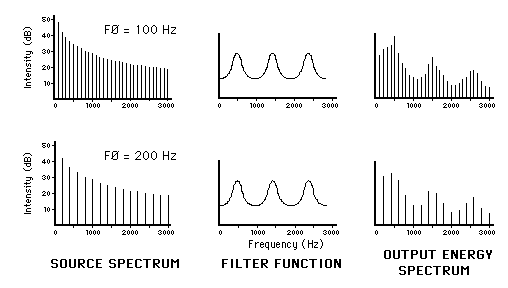 FØ = 100 Hz
Intensity (dB)
50
40
30
20
10
0 1000 2000 3000
0 1000 2000 3000
0 1000 2000 3000
FØ = 200 Hz
Intensity (dB)
50
40
30
20
10
0 1000 2000 3000
0 1000 2000 3000
0 1000 2000 3000
Frequency (Hz)
SOURCE SPECTRUM
FILTER FUNCTION
OUTPUT ENERGY
SPECTRUM